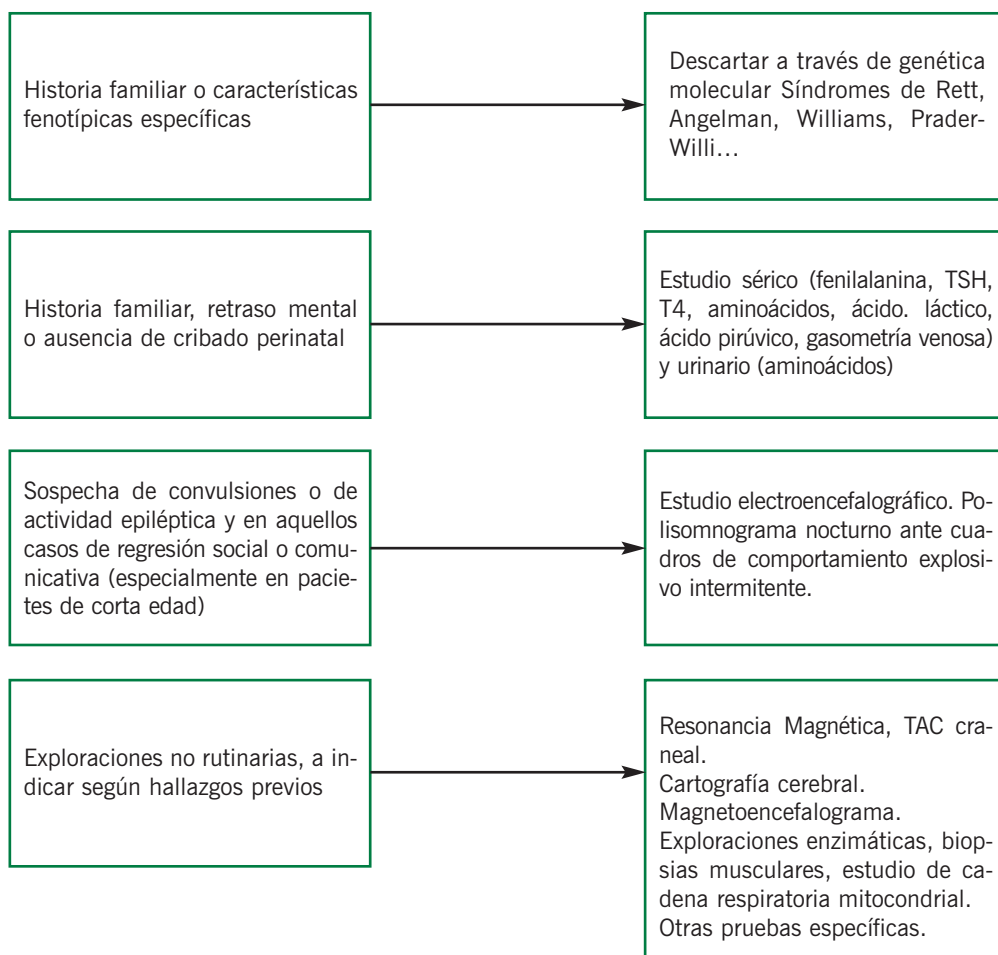 Historia familiar o características
fenotípicas específicas
Descartar a través de genética
molecular Síndromes de Rett,
Angelman, Williams, Prader-
Willi…
Historia familiar, retraso mental
o ausencia de cribado perinatal
Estudio sérico (fenilalanina, TSH,
T4, aminoácidos, ácido. láctico,
ácido pirúvico, gasometría venosa)
y urinario (aminoácidos)
Sospecha de convulsiones o de
actividad epiléptica y en aquellos
casos de regresión social o comu-
nicativa (especialmente en pacie-
tes de corta edad)
Estudio electroencefalográfico. Po-
lisomnograma nocturno ante cua-
dros de comportamiento explosi-
vo intermitente.
Exploraciones no rutinarias, a in-
dicar según hallazgos previos
Resonancia Magnética, TAC cra-
neal.
Cartografía cerebral.
Magnetoencefalograma.
Exploraciones enzimáticas, biop-
sias musculares, estudio de ca-
dena respiratoria mitocondrial.
Otras pruebas específicas.